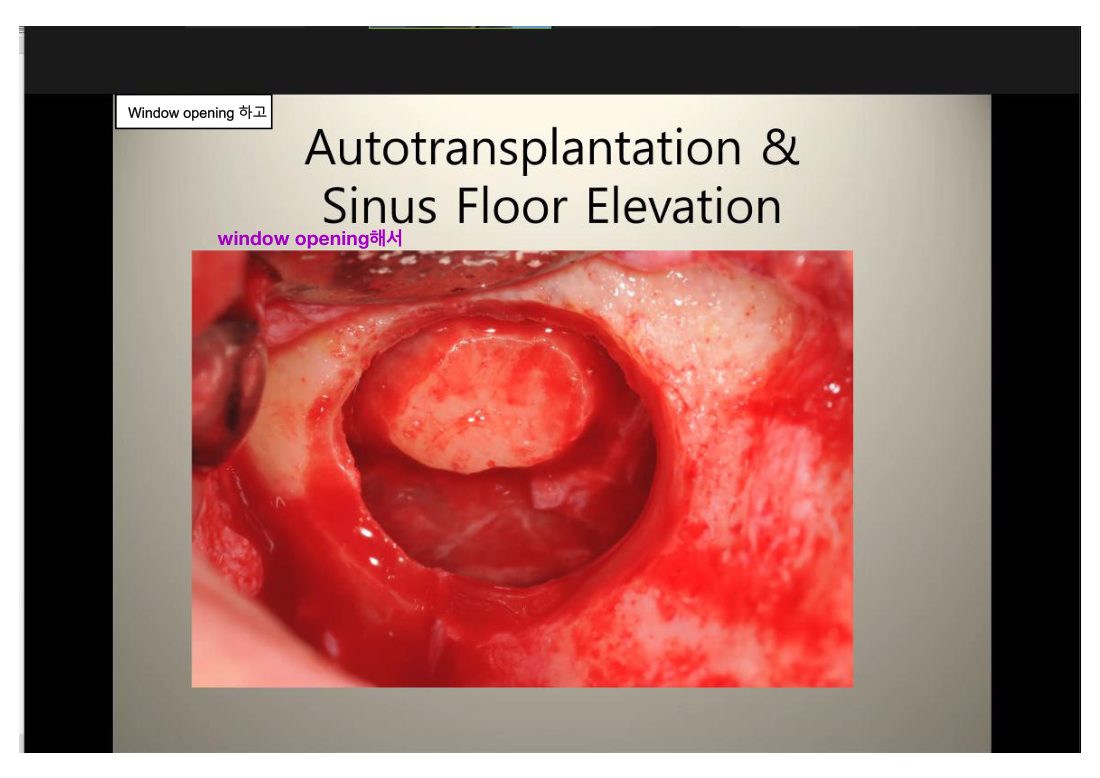 Window opening 하고
Autotransplantation &
Sinus Floor Elevation
window opening해서